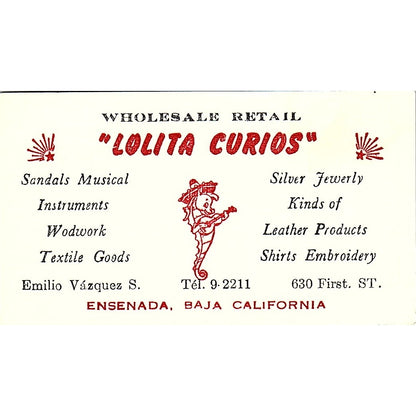 WHOLESALE RETAIL
"LOLITA CURIOS"
Sandals Musical
Instruments
Wodwork
Textile Goods
Silver Jewerly
Kinds of
Leather Products
Shirts Embroidery
Emilio Vázquez S. Tél. 9-2211 630 First. ST.
ENSENADA, BAJA CALIFORNIA